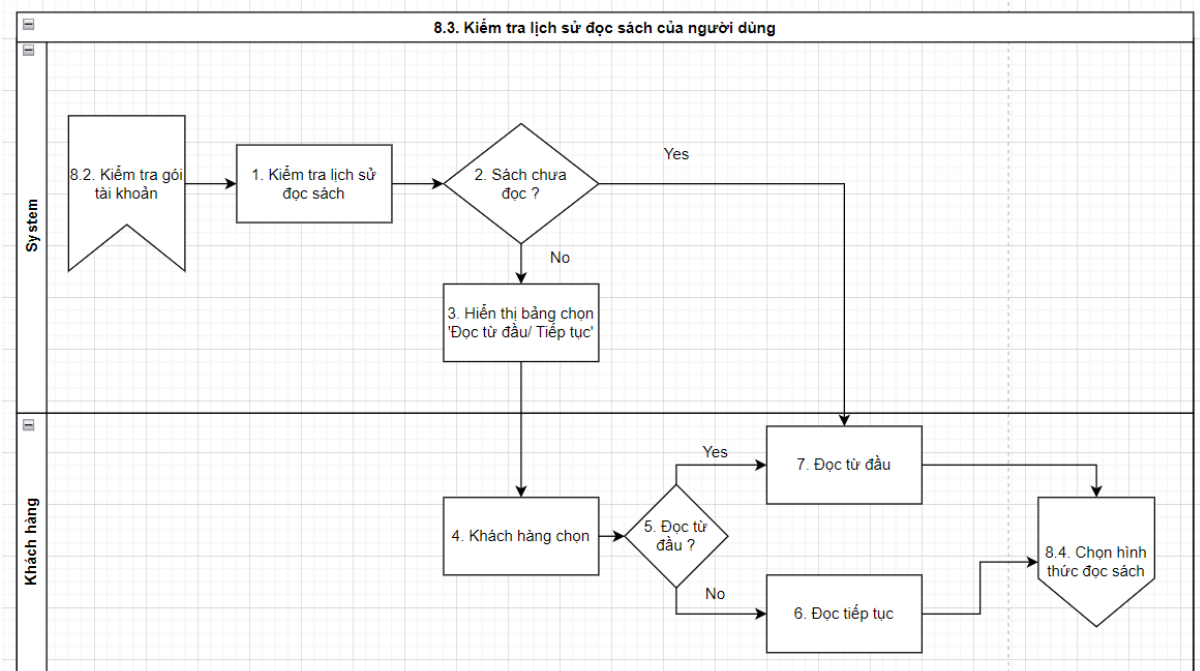 8.3. Kiểm tra lịch sử đọc sách của người dùng
System
8.2. Kiểm tra gói
tài khoản
1. Kiểm tra lịch sử
đọc sách
2. Sách chưa
đọc ?
Yes
No
3. Hiển thị bảng chọn
'Đọc từ đầu/ Tiếp tục'
Khách hàng
4. Khách hàng chọn
5. Đọc từ
đầu ?
Yes
7. Đọc từ đầu
No
6. Đọc tiếp tục
8.4. Chọn hình
thức đọc sách